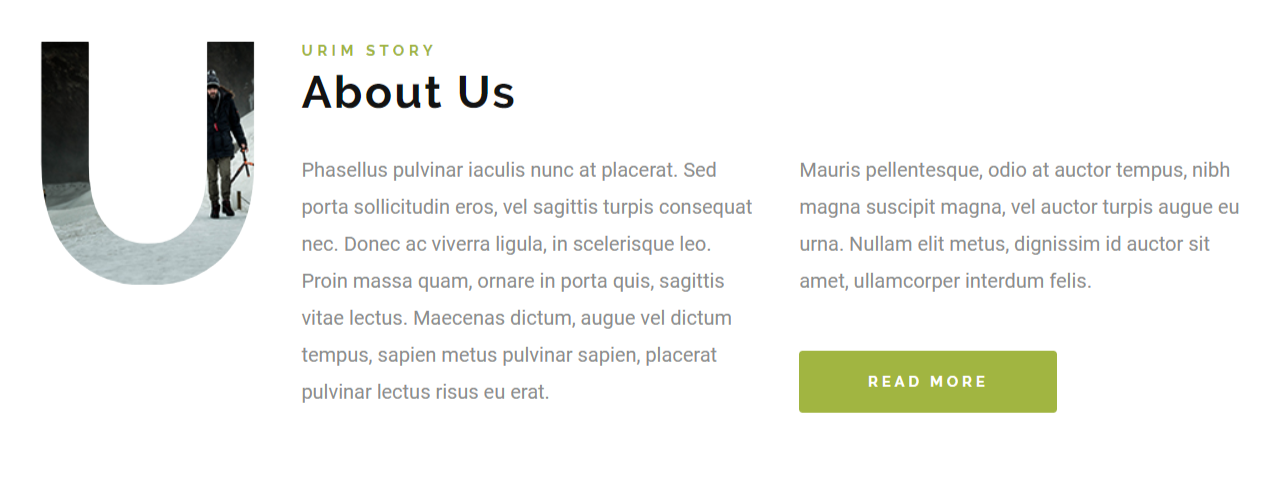 U
URIM STORY
About Us
Phasellus pulvinar iaculis nunc at placerat. Sed
porta sollicitudin eros, vel sagittis turpis consequat
nec. Donec ac viverra ligula, in scelerisque leo.
Proin massa quam, ornare in porta quis, sagittis
vitae lectus. Maecenas dictum, augue vel dictum
tempus, sapien metus pulvinar sapien, placerat
pulvinar lectus risus eu erat.
Mauris pellentesque, odio at auctor tempus, nibh
magna suscipit magna, vel auctor turpis augue eu
urna. Nullam elit metus, dignissim id auctor sit
amet, ullamcorper interdum felis.
READ MORE